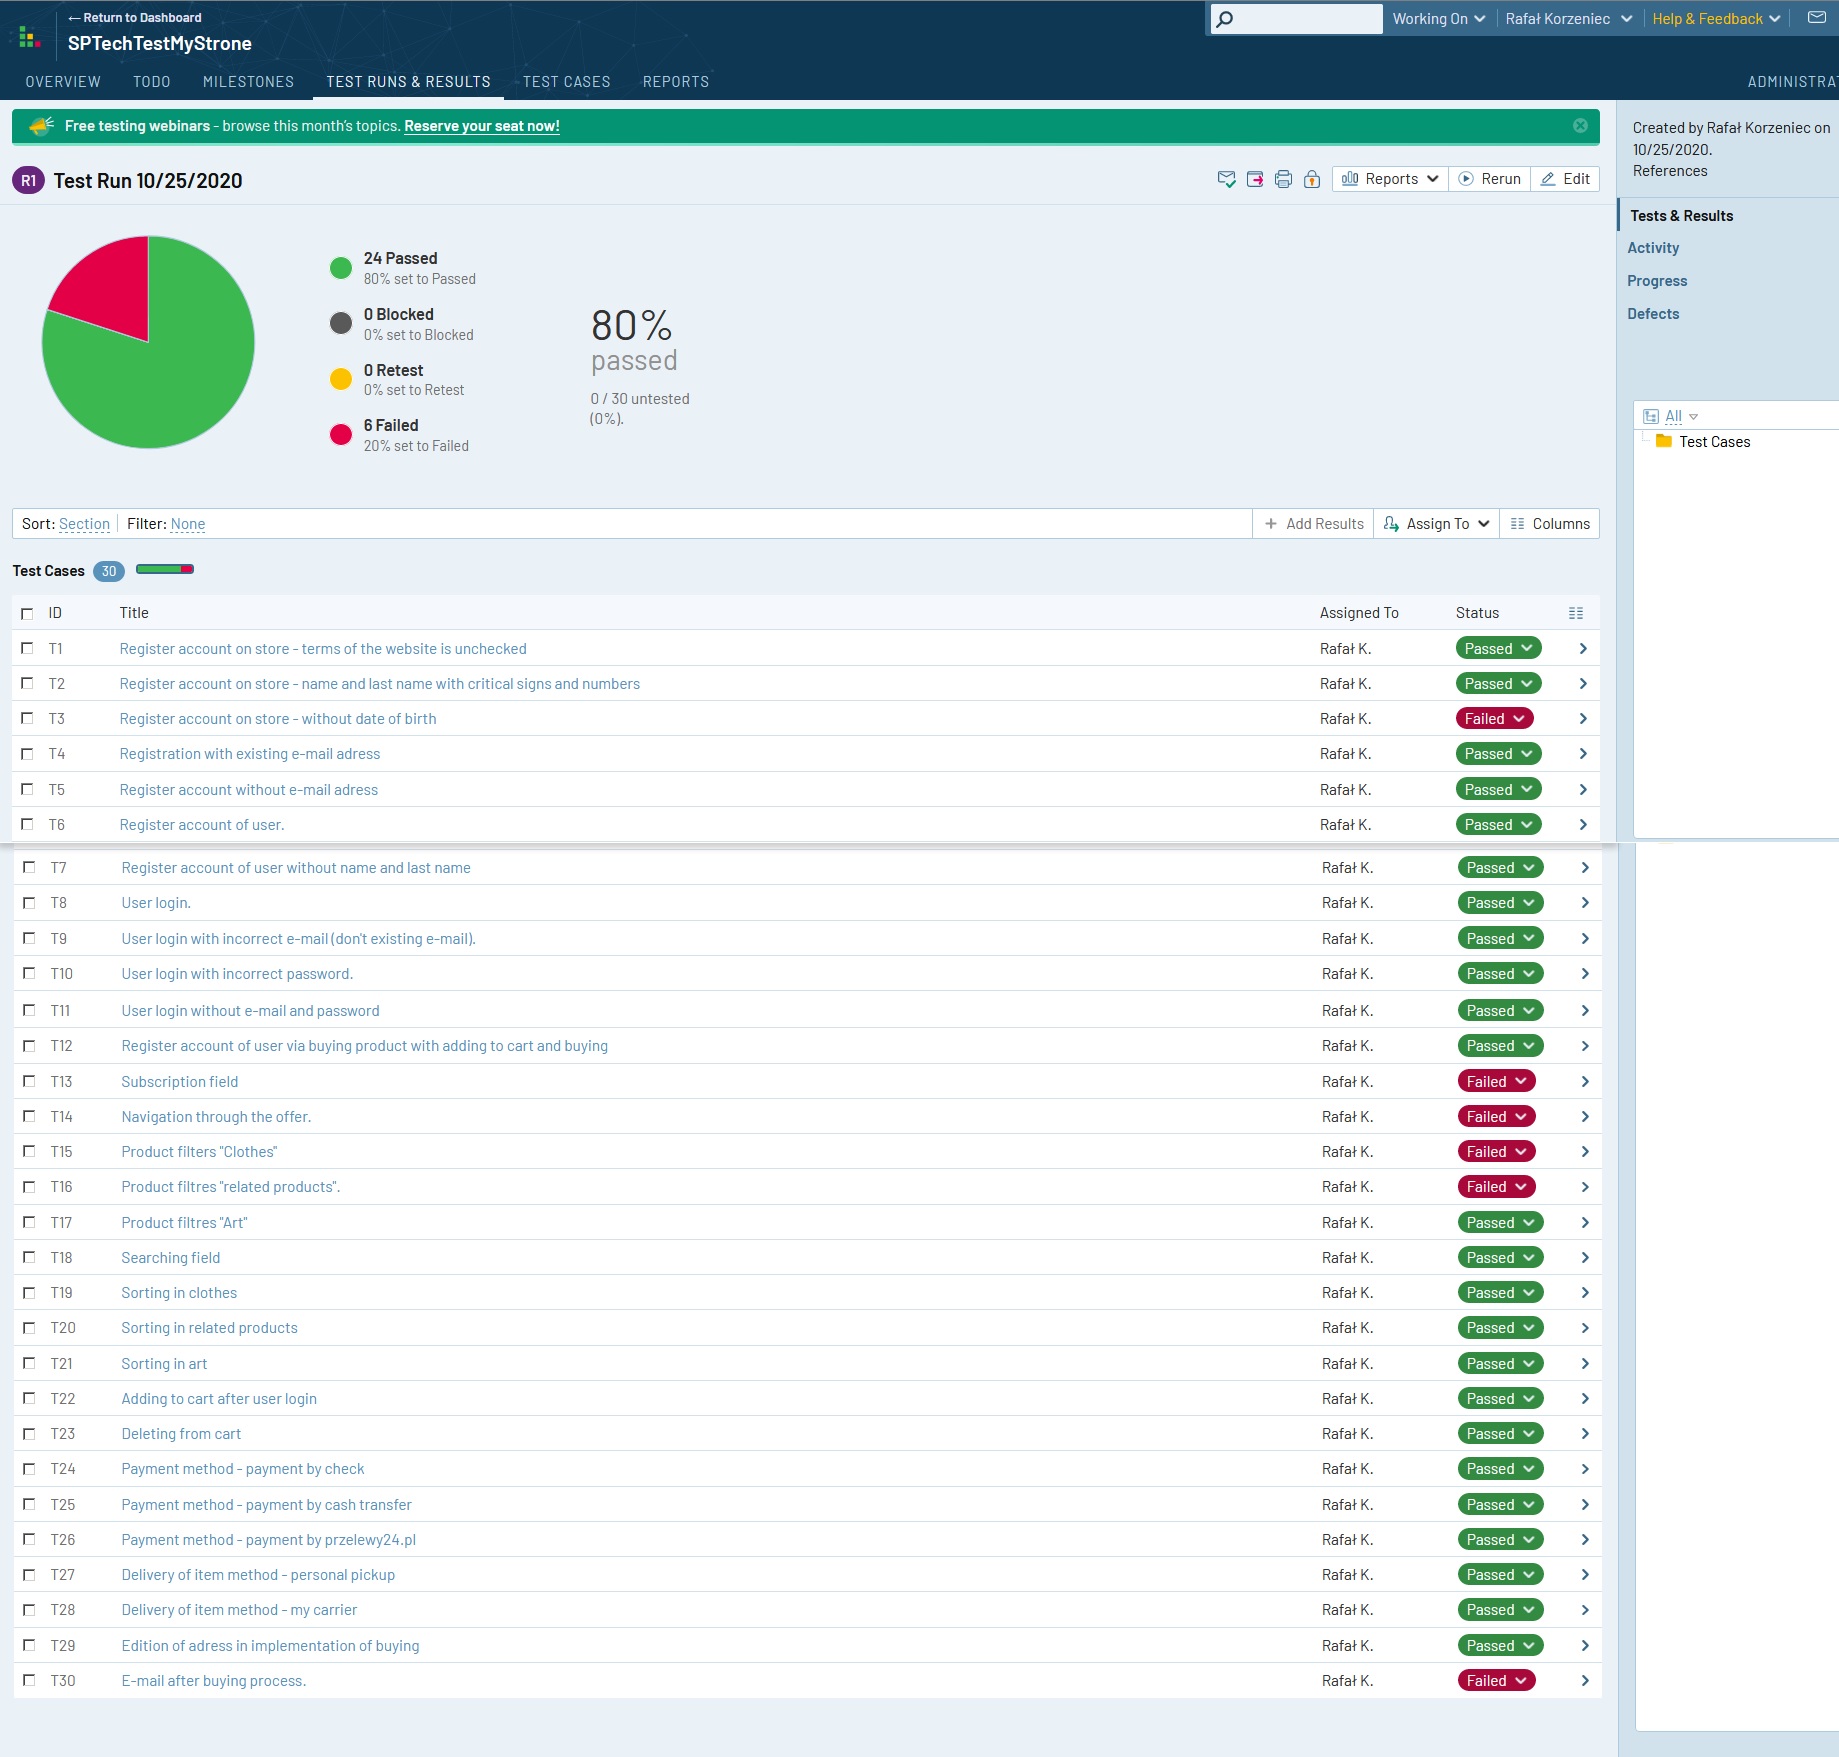 ← Return to Dashboard
SPTechTestMyStrone
Working On
Rafał Korzeniec
Help & Feedback
OVERVIEW TODO MILESTONES TEST RUNS & RESULTS TEST CASES REPORTS
ADMINISTRAT
Free testing webinars - browse this month's topics. Reserve your seat now!
Created by Rafał Korzeniec on
10/25/2020.
References
R1 Test Run 10/25/2020
Reports Rerun Edit
Tests & Results
Activity
Progress
Defects
24 Passed
80% set to Passed
0 Blocked
0% set to Blocked
0 Retest
0% set to Retest
6 Failed
20% set to Failed
80%
passed
0 / 30 untested
(0%).
All
Test Cases
Sort: Section Filter: None
+ Add Results Assign To Columns
Test Cases 30
ID Title Assigned To Status
T1 Register account on store - terms of the website is unchecked Rafał K. Passed
T2 Register account on store - name and last name with critical signs and numbers Rafał K. Passed
T3 Register account on store - without date of birth Rafał K. Failed
T4 Registration with existing e-mail adress Rafał K. Passed
T5 Register account without e-mail adress Rafał K. Passed
T6 Register account of user. Rafał K. Passed
T7 Register account of user without name and last name Rafał K. Passed
T8 User login. Rafał K. Passed
T9 User login with incorrect e-mail (don't existing e-mail). Rafał K. Passed
T10 User login with incorrect password. Rafał K. Passed
T11 User login without e-mail and password Rafał K. Passed
T12 Register account of user via buying product with adding to cart and buying Rafał K. Passed
T13 Subscription field Rafał K. Failed
T14 Navigation through the offer. Rafał K. Failed
T15 Product filters "Clothes" Rafał K. Failed
T16 Product filtres "related products". Rafał K. Failed
T17 Product filtres "Art" Rafał K. Passed
T18 Searching field Rafał K. Passed
T19 Sorting in clothes Rafał K. Passed
T20 Sorting in related products Rafał K. Passed
T21 Sorting in art Rafał K. Passed
T22 Adding to cart after user login Rafał K. Passed
T23 Deleting from cart Rafał K. Passed
T24 Payment method - payment by check Rafał K. Passed
T25 Payment method - payment by cash transfer Rafał K. Passed
T26 Payment method - payment by przelewy24.pl Rafał K. Passed
T27 Delivery of item method - personal pickup Rafał K. Passed
T28 Delivery of item method - my carrier Rafał K. Passed
T29 Edition of adress in implementation of buying Rafał K. Passed
T30 E-mail after buying process. Rafał K. Failed